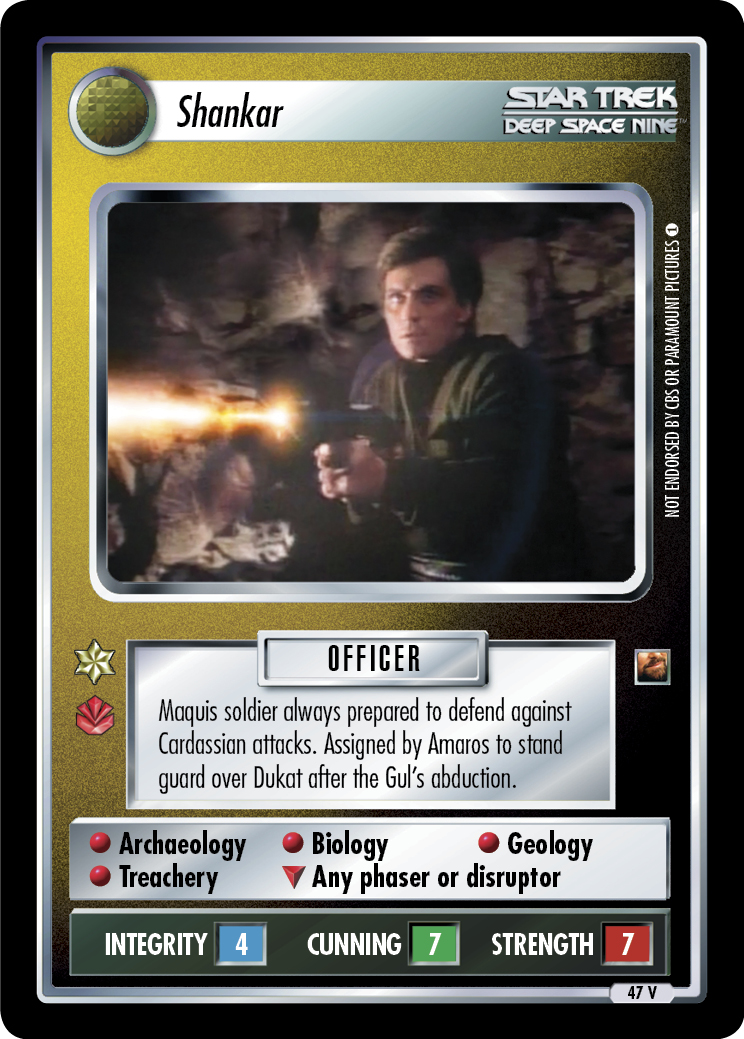 Shankar
STAR TREK
DEEP SPACE NINE™
NOT ENDORSED BY CBS OR PARAMOUNT PICTURES 1
OFFICER
Maquis soldier always prepared to defend against
Cardassian attacks. Assigned by Amaros to stand
guard over Dukat after the Gul's abduction.
Archaeology Biology Geology
Treachery Any phaser or disruptor
INTEGRITY 4 CUNNING 7 STRENGTH 7
47 V